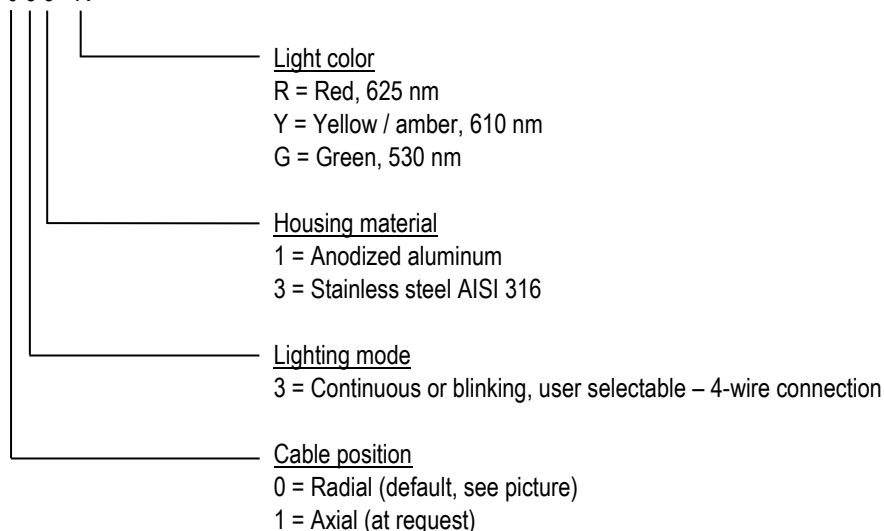 Light color
R = Red, 625 nm
Y = Yellow / amber, 610 nm
G = Green, 530 nm
Housing material
1 = Anodized aluminum
3 = Stainless steel AISI 316
Lighting mode
3 = Continuous or blinking, user selectable – 4-wire connection
Cable position
0 = Radial (default, see picture)
1 = Axial (at request)